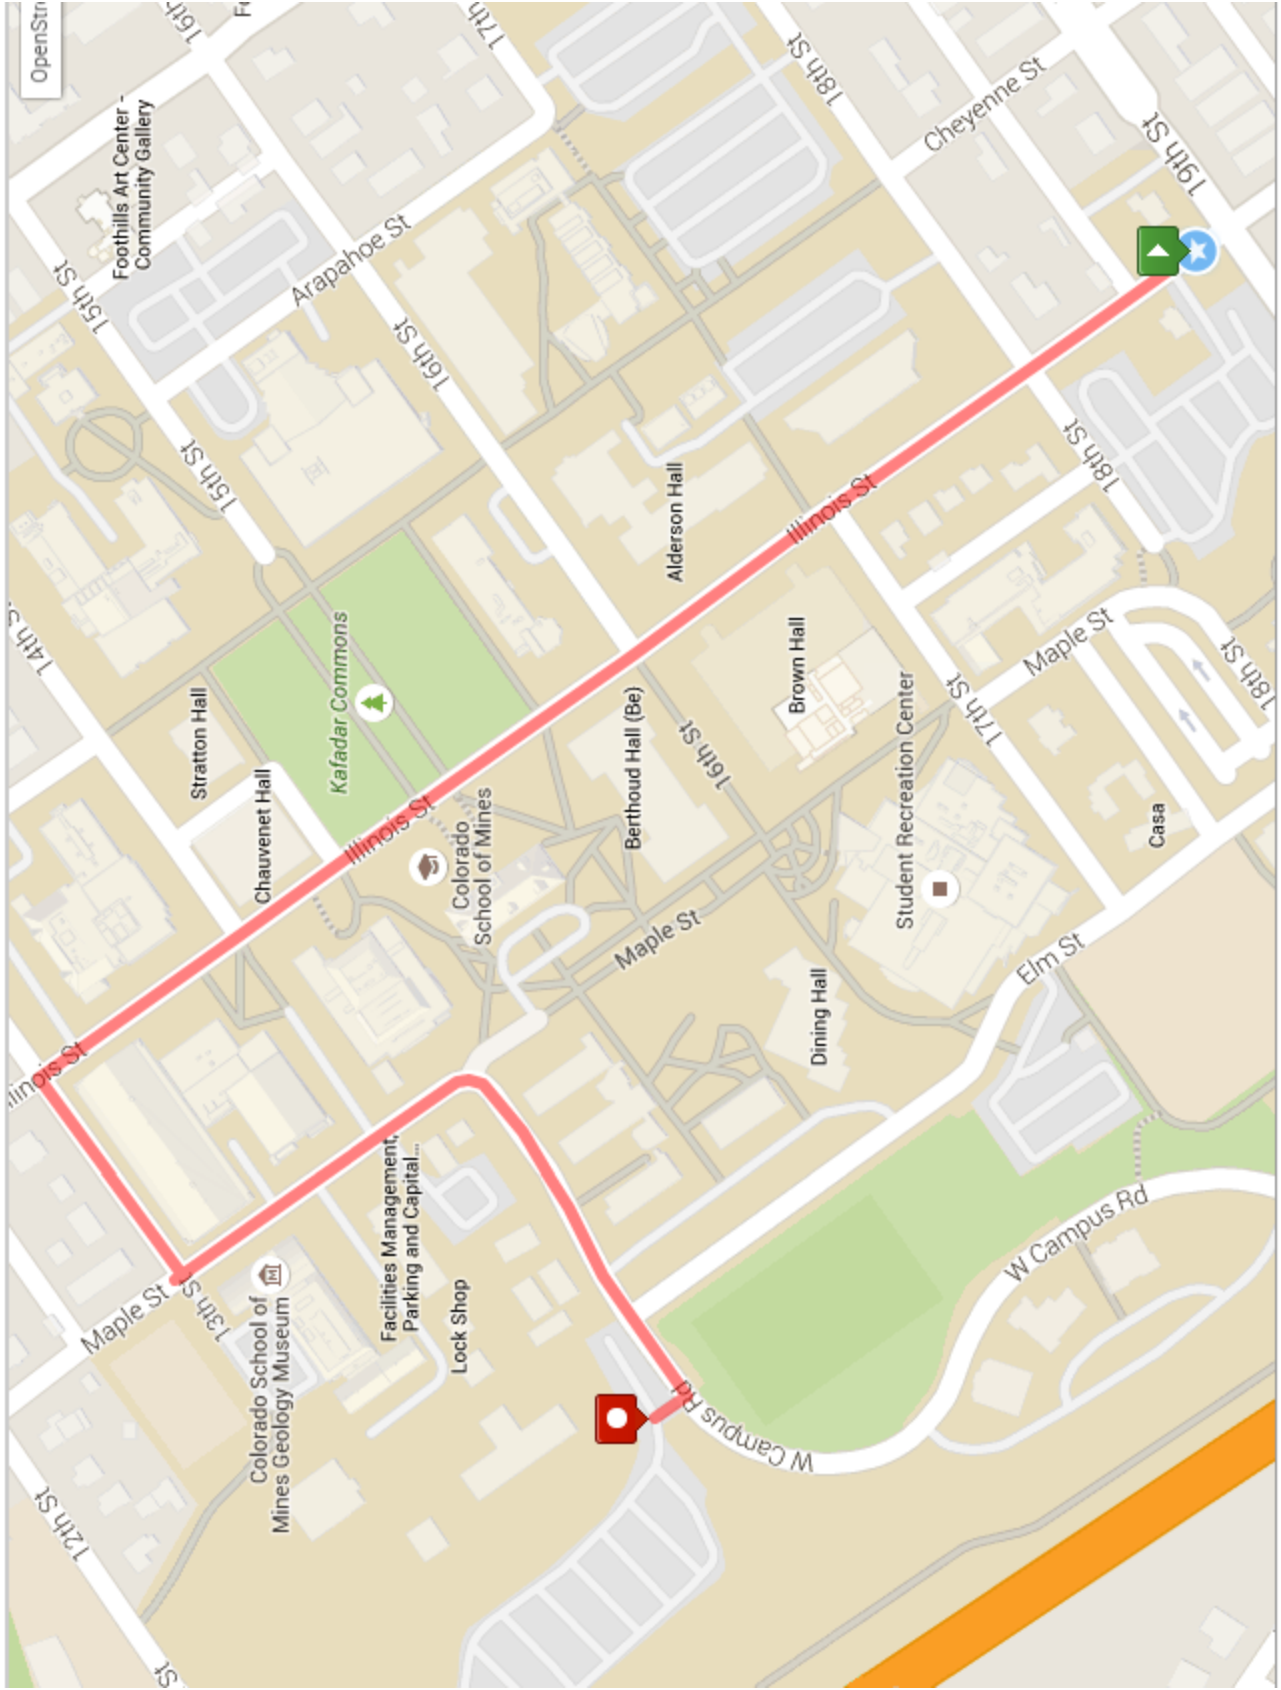 OpenStr
16th
Fo
17th
18th St
Cheyenne St
19th St
Foothills Art Center -
Community Gallery
15th St
Arapahoe St
16th St
15th St
14th S
Stratton Hall
Kafadar Commons
Chauvenet Hall
Illinois St
Alderson Hall
Illinois St
18th St
Brown Hall
Maple St
18th St
17th St
Berthoud Hall (Be)
16th St
Colorado
School of Mines
Student Recreation Center
Casa
Maple St
Dining Hall
Elm St
llinois St
Facilities Management,
Parking and Capital...
Lock Shop
Maple St
13th St
Colorado School of
Mines Geology Museum
W Campus Rd
W Campus Rd
12th St
St